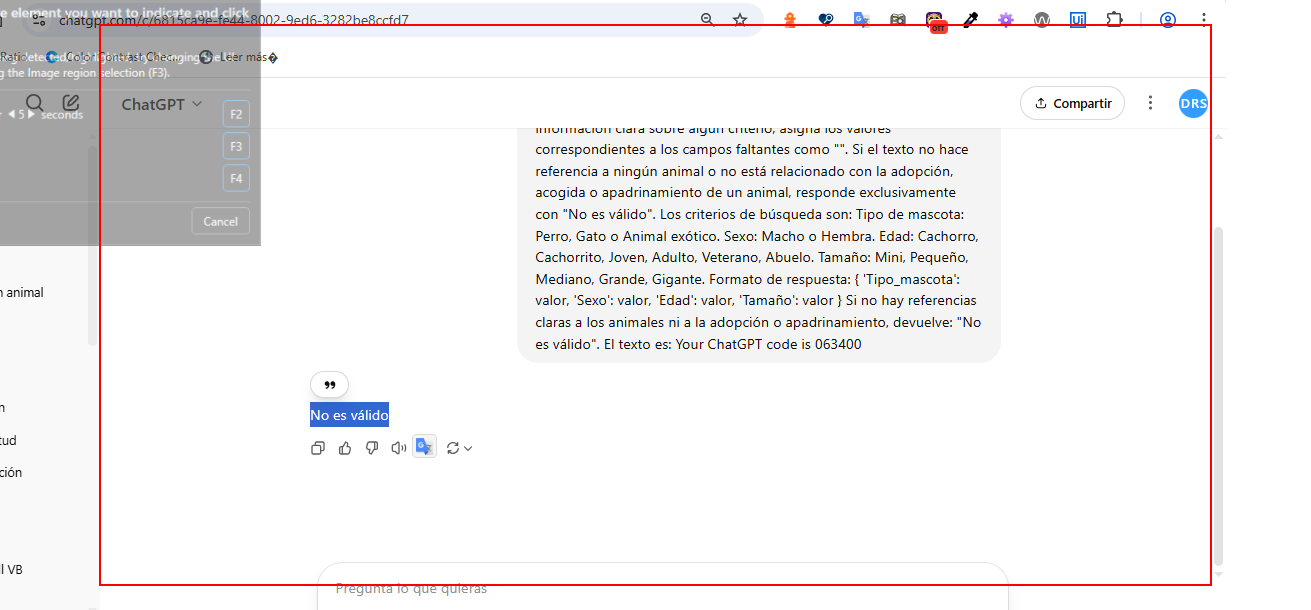 e element you want to indicate and click
chatgpt.com/c/6815ca9e-fe44-8002-9ed6-3282be8ccfd7
OTT
Ui
Leer más�
g the Image region selection (F3).
5 seconds
F2
F3
F4
Cancel
ChatGPT
Compartir
DRS
información clara sobre algún criterio, asigna los valores
correspondientes a los campos faltantes como "". Si el texto no hace
referencia a ningún animal o no está relacionado con la adopción,
acogida o apadrinamiento de un animal, responde exclusivamente
con "No es válido". Los criterios de búsqueda son: Tipo de mascota:
Perro, Gato o Animal exótico. Sexo: Macho o Hembra. Edad: Cachorro,
Cachorrito, Joven, Adulto, Veterano, Abuelo. Tamaño: Mini, Pequeño,
Mediano, Grande, Gigante. Formato de respuesta: { 'Tipo_mascota':
valor, 'Sexo': valor, 'Edad': valor, 'Tamaño': valor } Si no hay referencias
claras a los animales ni a la adopción o apadrinamiento, devuelve: "No
es válido". El texto es: Your ChatGPT code is 063400
No es válido
n animal
n
tud
ción
ll VB
Pregunta lo que quieras